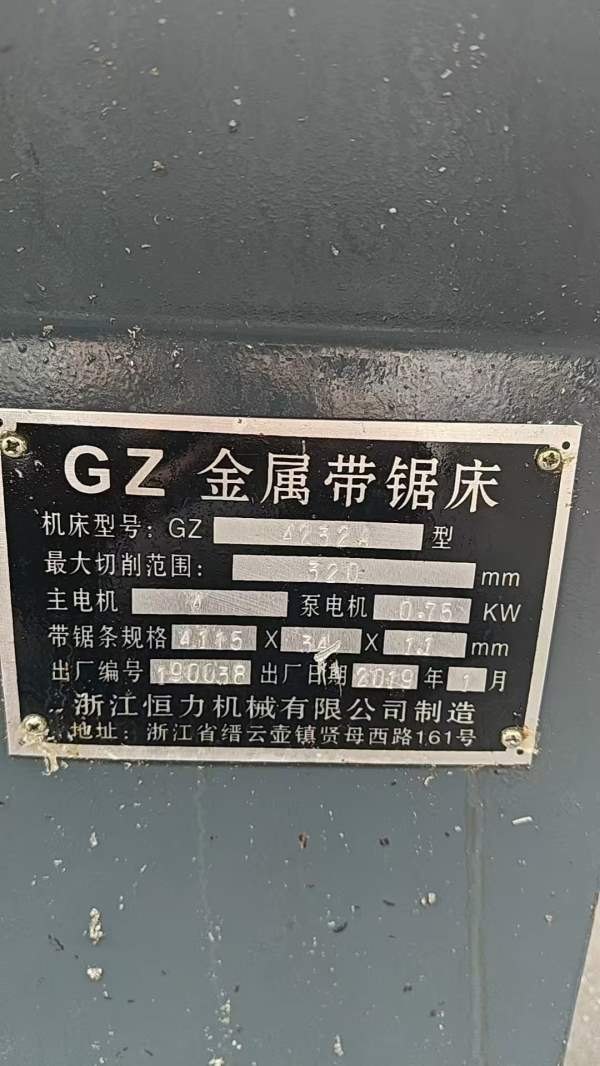 GZ 金属带锯床
机床型号: GZ 4232A 型
最大切削范围: 320 mm
主电机 4 泵电机 0.75 KW
带锯条规格 4115 X 34 X 1.1 mm
出厂编号 190038 出厂日期 2019 年 1 月
浙江恒力机械有限公司制造
地址: 浙江省缙云壶镇贤母西路161号